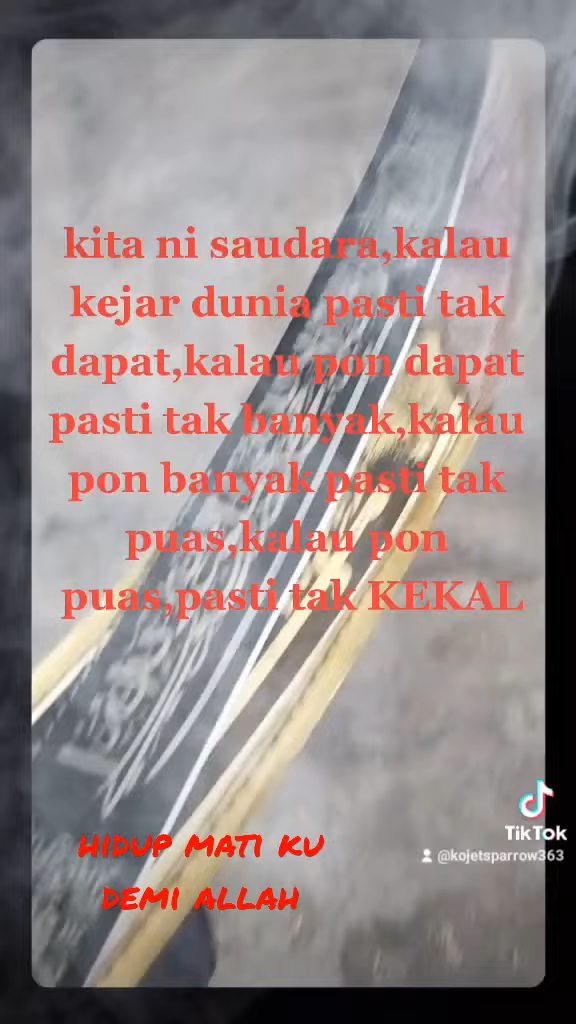 kita ni saudara,kalau
kejar dunia pasti tak
dapat,kalau pon dapat
pasti tak banyak,kalau
pon banyak pasti tak
puas,kalau pon
puas,pasti tak KEKAL
HIDUP MATI KU
DEMI ALLAH
TikTok
@kojetsparrow363